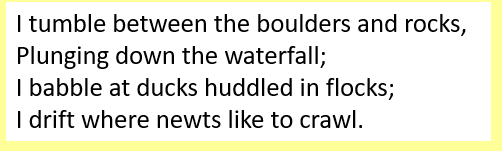 I tumble between the boulders and rocks,
Plunging down the waterfall;
I babble at ducks huddled in flocks;
I drift where newts like to crawl.